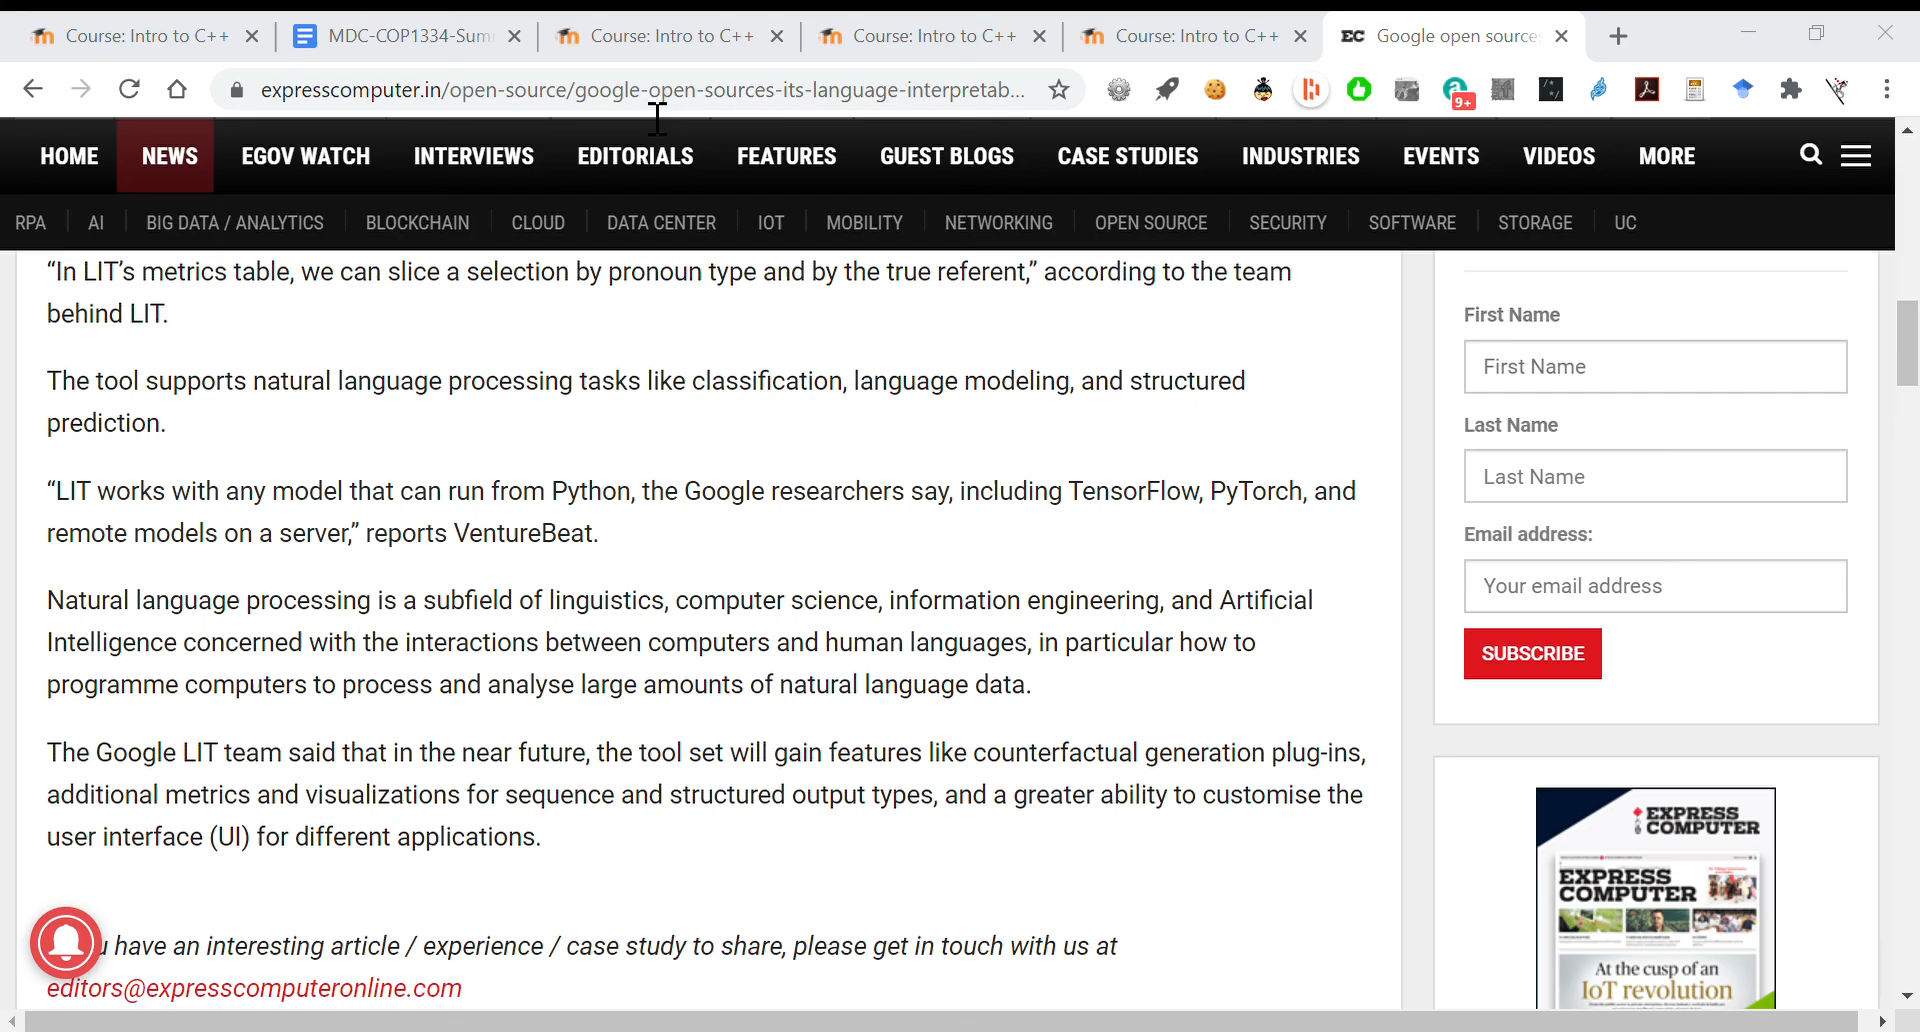 Course: Intro to C++
MDC-COP1334-Sum
Course: Intro to C++
Course: Intro to C++
Course: Intro to C++
EC Google open source
expresscomputer.in/open-source/google-open-sources-its-language-interpretab...
9+
HOME NEWS EGOV WATCH INTERVIEWS EDITORIALS FEATURES GUEST BLOGS CASE STUDIES INDUSTRIES EVENTS VIDEOS MORE
RPA AI BIG DATA / ANALYTICS BLOCKCHAIN CLOUD DATA CENTER IOT MOBILITY NETWORKING OPEN SOURCE SECURITY SOFTWARE STORAGE UC
“In LIT’s metrics table, we can slice a selection by pronoun type and by the true referent,” according to the team
behind LIT.
The tool supports natural language processing tasks like classification, language modeling, and structured
prediction.
“LIT works with any model that can run from Python, the Google researchers say, including TensorFlow, PyTorch, and
remote models on a server,” reports VentureBeat.
Natural language processing is a subfield of linguistics, computer science, information engineering, and Artificial
Intelligence concerned with the interactions between computers and human languages, in particular how to
programme computers to process and analyse large amounts of natural language data.
The Google LIT team said that in the near future, the tool set will gain features like counterfactual generation plug-ins,
additional metrics and visualizations for sequence and structured output types, and a greater ability to customise the
user interface (UI) for different applications.
u have an interesting article / experience / case study to share, please get in touch with us at
editors@expresscomputeronline.com
First Name
First Name
Last Name
Last Name
Email address:
Your email address
SUBSCRIBE
EXPRESS
COMPUTER
EXPRESS
COMPUTER
At the cusp of an
IoT revolution